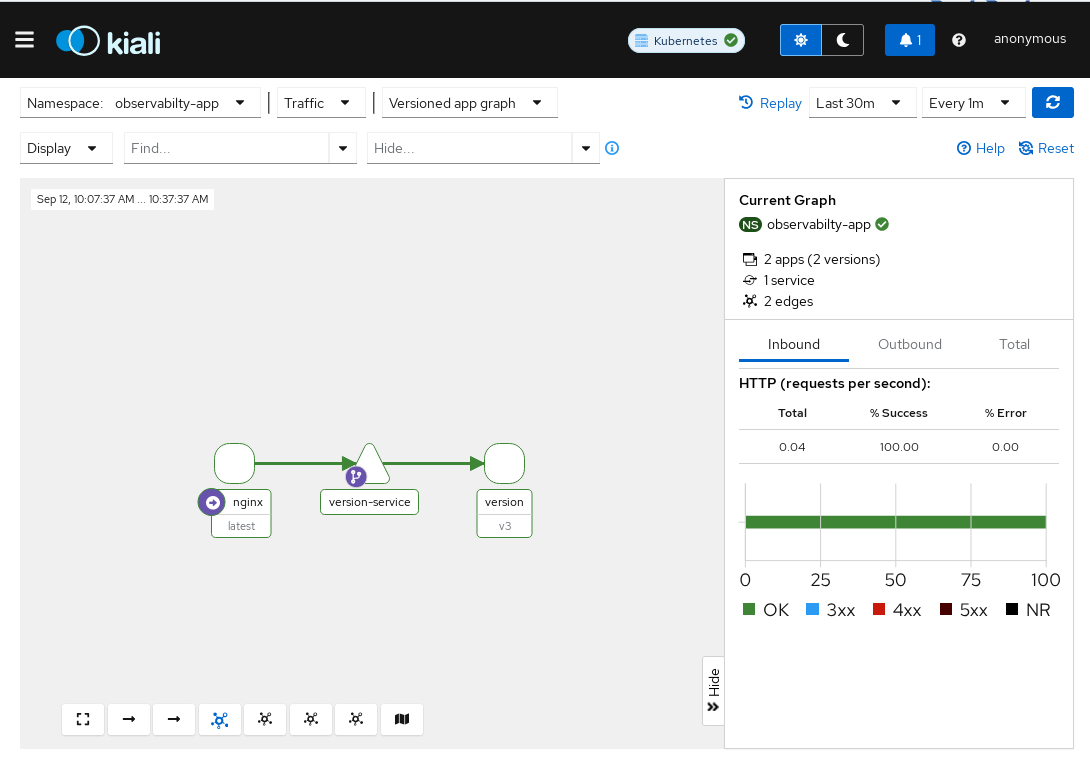 kiali
Kubernetes
1
anonymous
Namespace: observabilty-app
Traffic
Versioned app graph
Replay
Last 30m
Every 1m
Display
Find...
Hide...
Help
Reset
Sep 12, 10:07:37 AM ... 10:37:37 AM
nginx
latest
version-service
version
v3
Hide
Current Graph
NS observabilty-app
2 apps (2 versions)
1 service
2 edges
Inbound Outbound Total
HTTP (requests per second):
Total % Success % Error
0.04 100.00 0.00
0 25 50 75 100
OK 3xx 4xx 5xx NR